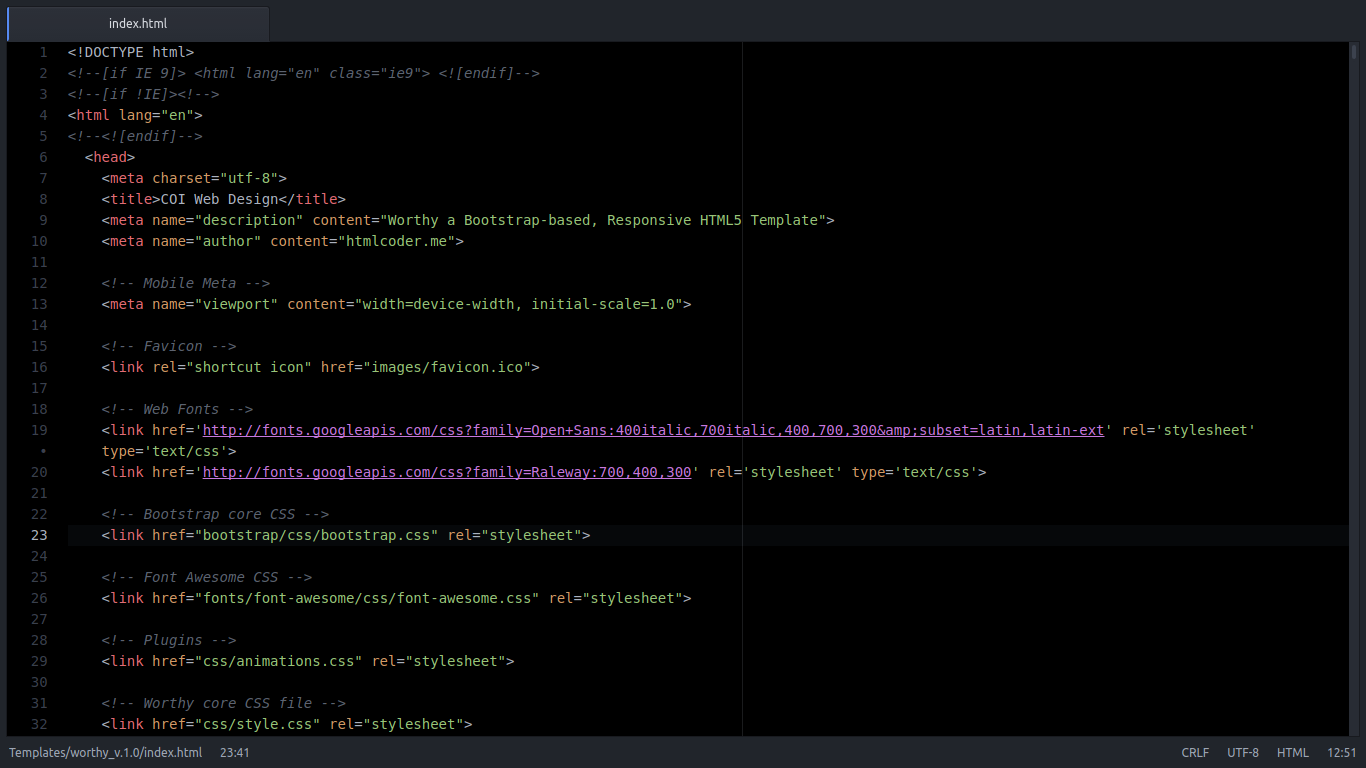 index.html
1 <!DOCTYPE html>
2 <!--[if IE 9]> <html lang="en" class="ie9"> <![endif]-->
3 <!--[if !IE]><!-->
4 <html lang="en">
5 <!--<![endif]-->
6 <head>
7 <meta charset="utf-8">
8 <title>COI Web Design</title>
9 <meta name="description" content="Worthy a Bootstrap-based, Responsive HTML5 Template">
10 <meta name="author" content="htmlcoder.me">
11
12 <!-- Mobile Meta -->
13 <meta name="viewport" content="width=device-width, initial-scale=1.0">
14
15 <!-- Favicon -->
16 <link rel="shortcut icon" href="images/favicon.ico">
17
18 <!-- Web Fonts -->
19 <link href='http://fonts.googleapis.com/css?family=Open+Sans:400italic,700italic,400,700,300&amp;subset=latin,latin-ext' rel='stylesheet'
• type='text/css'>
20 <link href='http://fonts.googleapis.com/css?family=Raleway:700,400,300' rel='stylesheet' type='text/css'>
21
22 <!-- Bootstrap core CSS -->
23 <link href="bootstrap/css/bootstrap.css" rel="stylesheet">
24
25 <!-- Font Awesome CSS -->
26 <link href="fonts/font-awesome/css/font-awesome.css" rel="stylesheet">
27
28 <!-- Plugins -->
29 <link href="css/animations.css" rel="stylesheet">
30
31 <!-- Worthy core CSS file -->
32 <link href="css/style.css" rel="stylesheet">
Templates/worthy_v.1.0/index.html 23:41 CRLF UTF-8 HTML 12:51